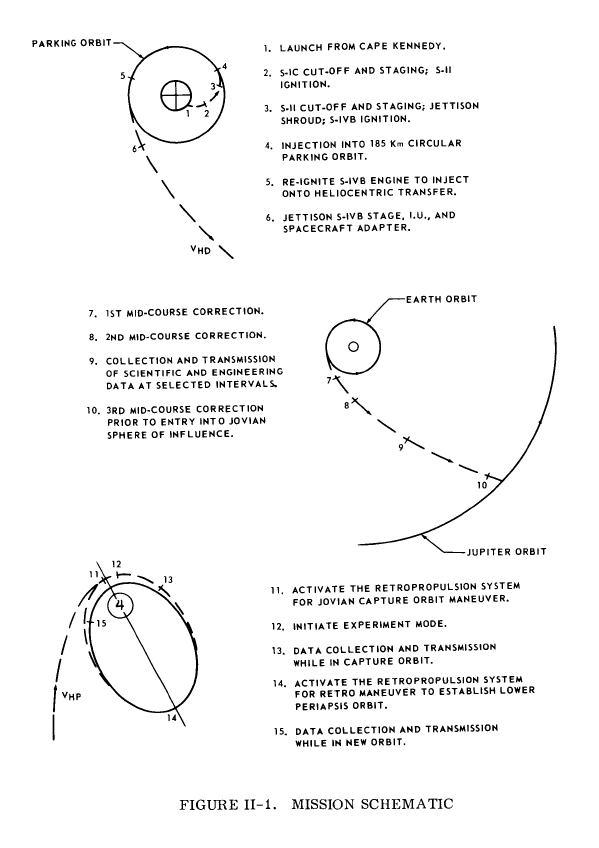 PARKING ORBIT
4
5
3
1
2
6
VHD
1. LAUNCH FROM CAPE KENNEDY.
2. S-IC CUT-OFF AND STAGING; S-II
IGNITION.
3. S-II CUT-OFF AND STAGING; JETTISON
SHROUD; S-IVB IGNITION.
4. INJECTION INTO 185 Km CIRCULAR
PARKING ORBIT.
5. RE-IGNITE S-IVB ENGINE TO INJECT
ONTO HELIOCENTRIC TRANSFER.
6. JETTISON S-IVB STAGE, I.U., AND
SPACECRAFT ADAPTER.
7. 1ST MID-COURSE CORRECTION.
8. 2ND MID-COURSE CORRECTION.
9. COLLECTION AND TRANSMISSION
OF SCIENTIFIC AND ENGINEERING
DATA AT SELECTED INTERVALS.
10. 3RD MID-COURSE CORRECTION
PRIOR TO ENTRY INTO JOVIAN
SPHERE OF INFLUENCE.
EARTH ORBIT
7
8
9
10
JUPITER ORBIT
12
11
13
4
15
VHP
14
11. ACTIVATE THE RETROPROPULSION SYSTEM
FOR JOVIAN CAPTURE ORBIT MANEUVER.
12. INITIATE EXPERIMENT MODE.
13. DATA COLLECTION AND TRANSMISSION
WHILE IN CAPTURE ORBIT.
14. ACTIVATE THE RETROPROPULSION SYSTEM
FOR RETRO MANEUVER TO ESTABLISH LOWER
PERIAPSIS ORBIT.
15. DATA COLLECTION AND TRANSMISSION
WHILE IN NEW ORBIT.
FIGURE II-1. MISSION SCHEMATIC